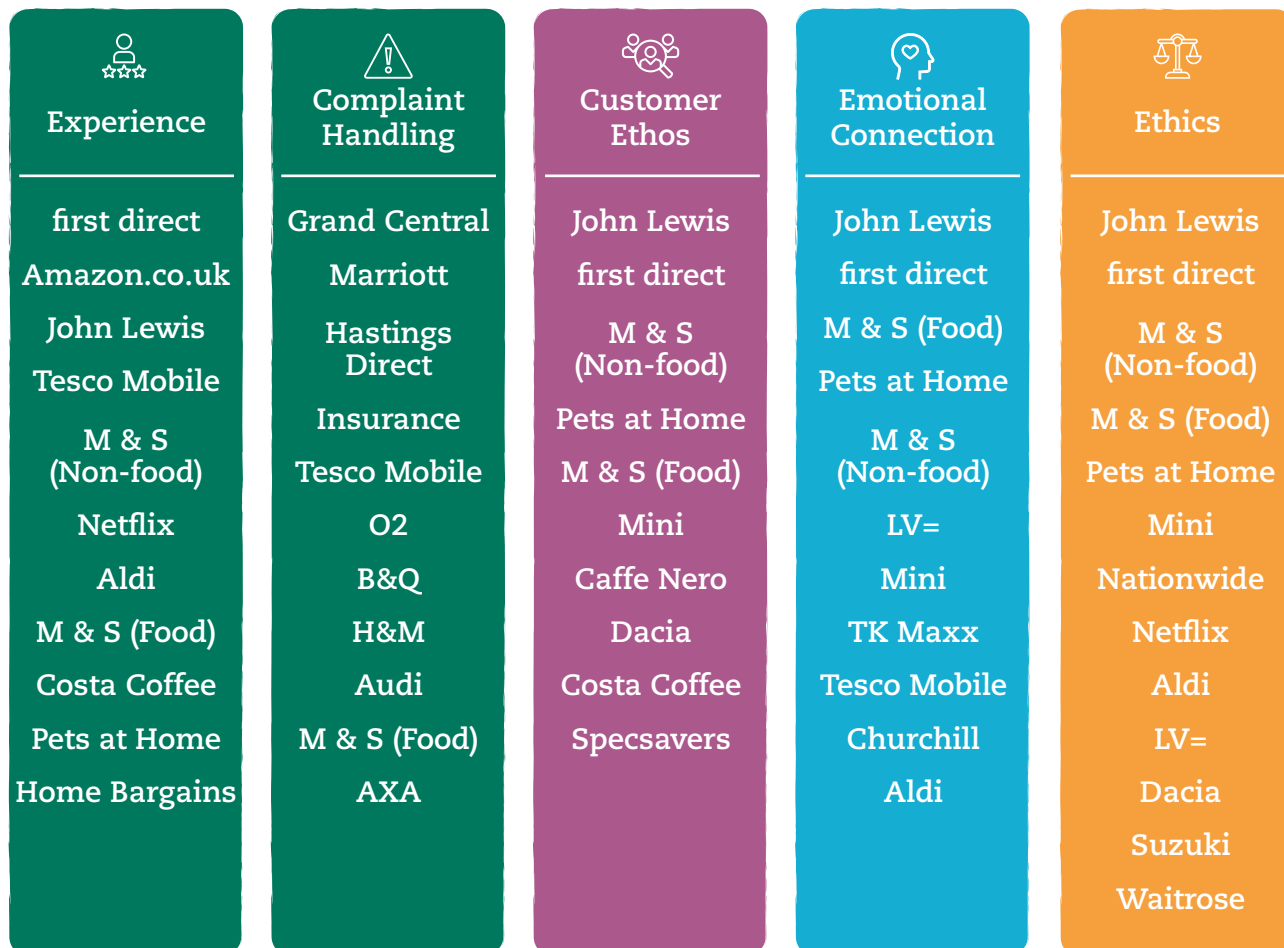 Experience
first direct
Amazon.co.uk
John Lewis
Tesco Mobile
M & S
(Non-food)
Netflix
Aldi
M & S (Food)
Costa Coffee
Pets at Home
Home Bargains
Complaint
Handling
Grand Central
Marriott
Hastings
Direct
Insurance
Tesco Mobile
O2
B&Q
H&M
Audi
M & S (Food)
AXA
Customer
Ethos
John Lewis
first direct
M & S
(Non-food)
Pets at Home
M & S (Food)
Mini
Caffe Nero
Dacia
Costa Coffee
Specsavers
Emotional
Connection
John Lewis
first direct
M & S (Food)
Pets at Home
M & S
(Non-food)
LV=
Mini
TK Maxx
Tesco Mobile
Churchill
Aldi
Ethics
John Lewis
first direct
M & S
(Non-food)
M & S (Food)
Pets at Home
Mini
Nationwide
Netflix
Aldi
LV=
Dacia
Suzuki
Waitrose